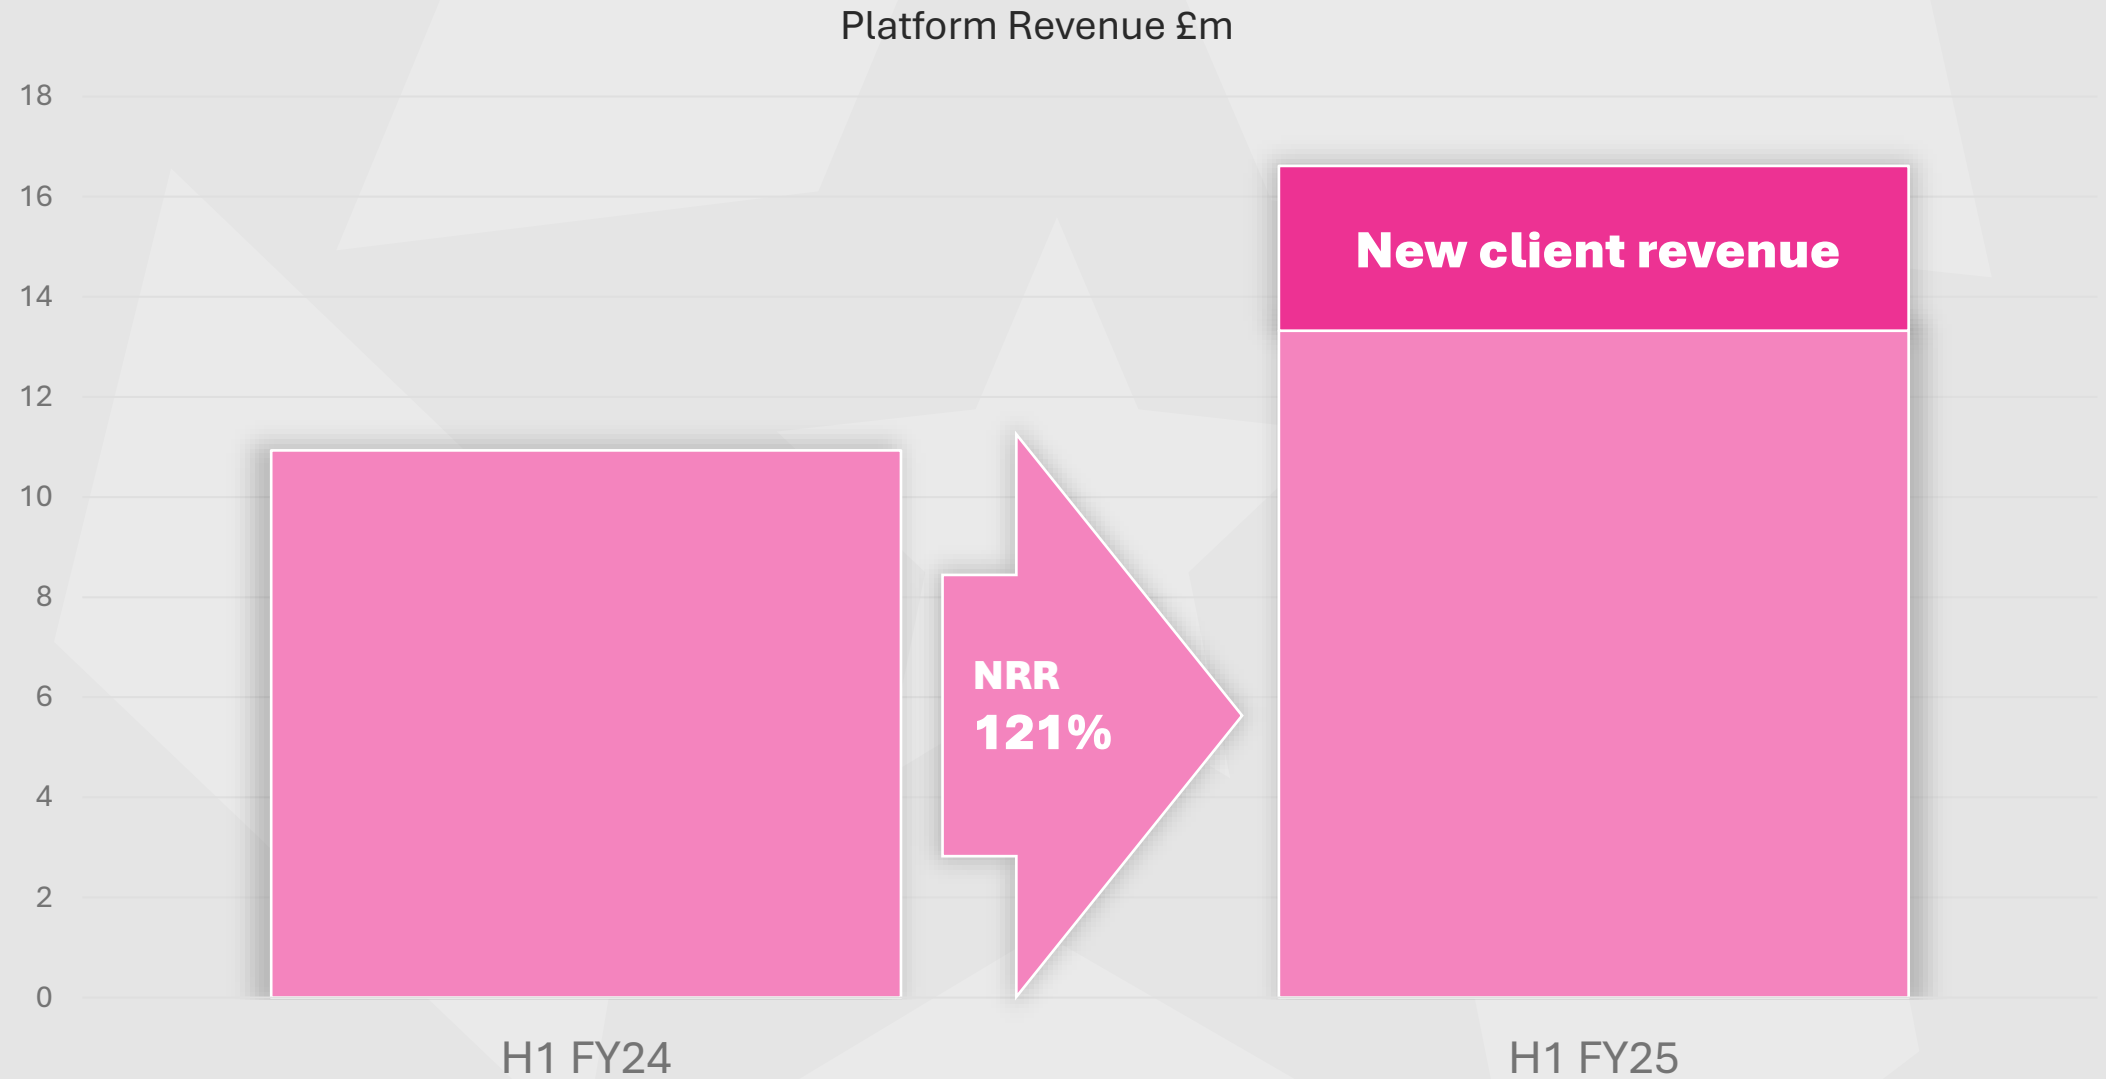 Platform Revenue £m
18
16
14
12
10
8
6
4
2
0
New client revenue
NRR
121%
H1 FY24
H1 FY25